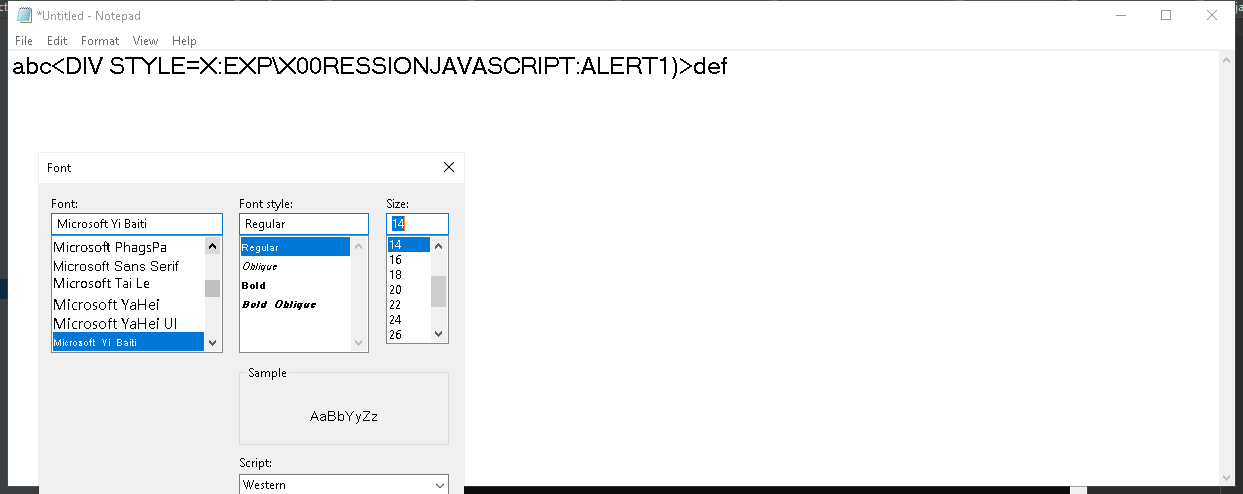 *Untitled - Notepad
File Edit Format View Help
abc<DIV STYLE=X:EXP\X00RESSIONJAVASCRIPT:ALERT1)>def
Font
Font: Font style: Size:
Microsoft Yi Baiti Regular 14
Microsoft PhagsPa Regular 14
Microsoft Sans Serif Oblique 16
Microsoft Tai Le Bold 18
Microsoft YaHei Bold Oblique 20
Microsoft YaHei UI 22
Microsoft Yi Baiti 24
26
Sample
AaBbYyZz
Script:
Western